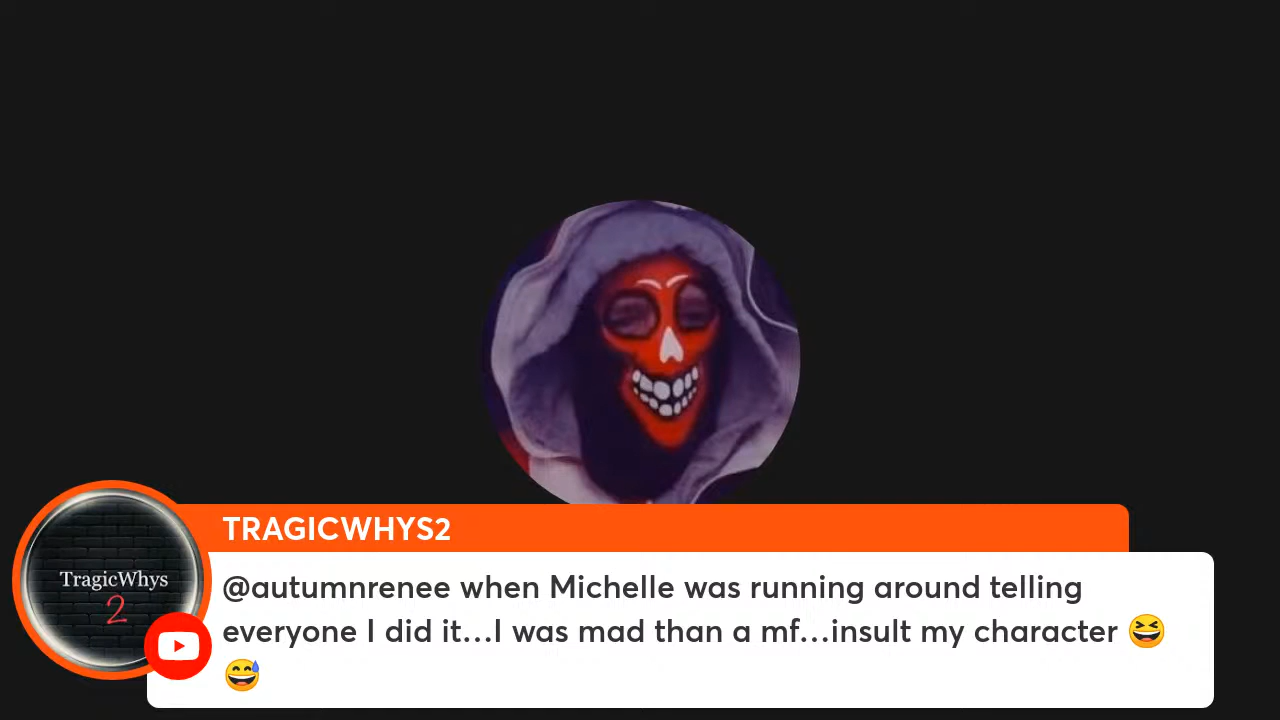 TRAGICWHYS2
TragicWhys
2
@autumnrenee when Michelle was running around telling
everyone I did it...I was mad than a mf...insult my character 😆
😅